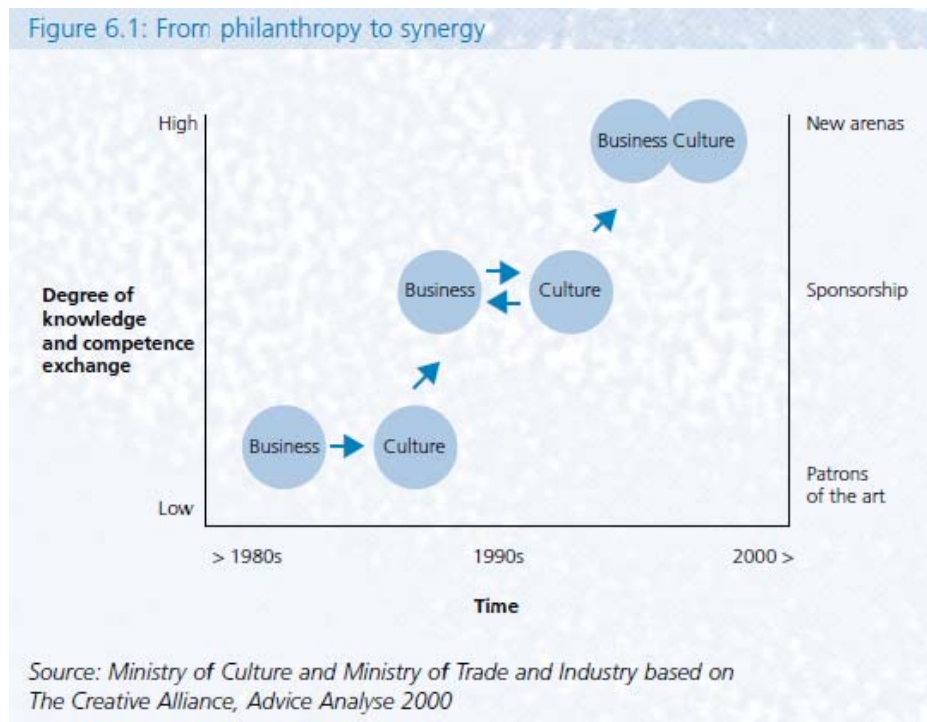 Figure 6.1: From philanthropy to synergy
High
Business Culture
New arenas
Degree of
knowledge
and competence
exchange
Business
Culture
Sponsorship
Business
Culture
Patrons
of the art
Low
> 1980s
1990s
2000 >
Time
Source: Ministry of Culture and Ministry of Trade and Industry based on
The Creative Alliance, Advice Analyse 2000